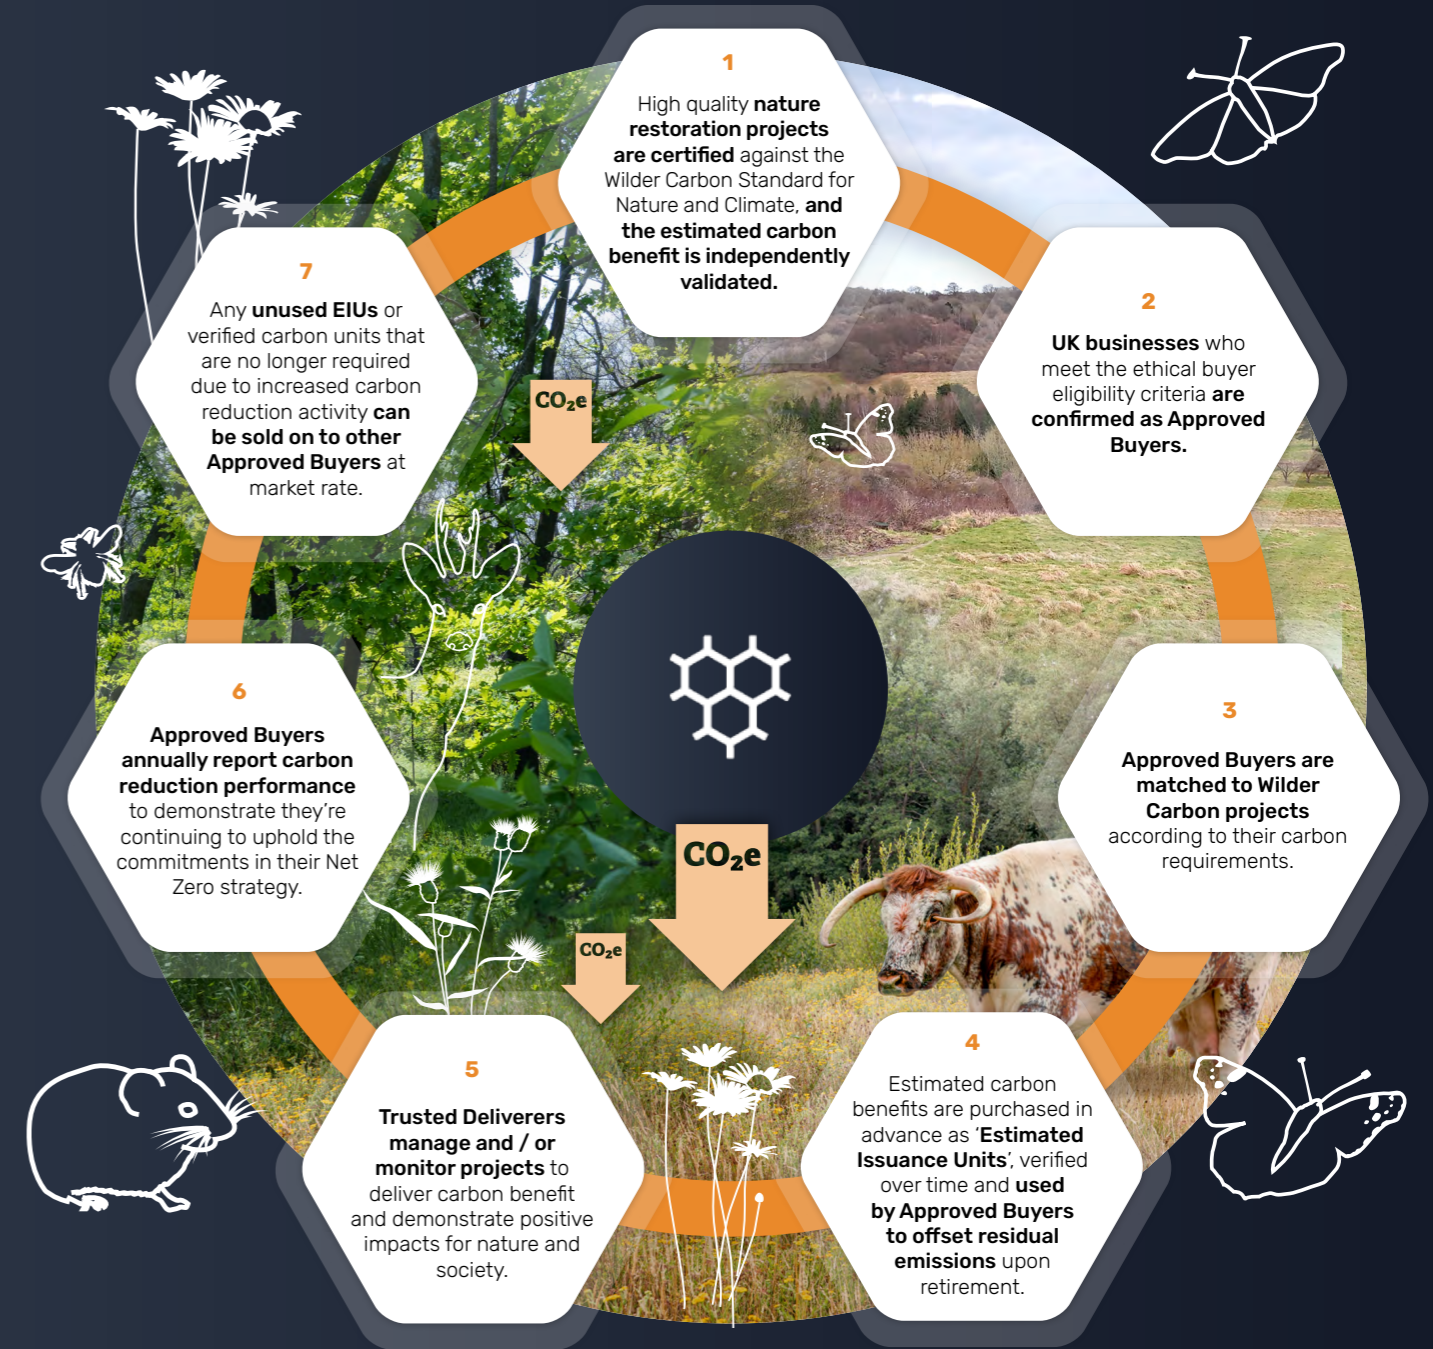 1
High quality nature
restoration projects
are certified against the
Wilder Carbon Standard for
Nature and Climate, and
the estimated carbon
benefit is independently
validated.
2
UK businesses who
meet the ethical buyer
eligibility criteria are
confirmed as Approved
Buyers.
3
Approved Buyers are
matched to Wilder
Carbon projects
according to their carbon
requirements.
4
Estimated carbon
benefits are purchased in
advance as ‘Estimated
Issuance Units’, verified
over time and used
by Approved Buyers
to offset residual
emissions upon
retirement.
5
Trusted Deliverers
manage and / or
monitor projects to
deliver carbon benefit
and demonstrate positive
impacts for nature and
society.
6
Approved Buyers
annually report carbon
reduction performance
to demonstrate they’re
continuing to uphold the
commitments in their Net
Zero strategy.
7
Any unused EIUs or
verified carbon units that
are no longer required
due to increased carbon
reduction activity can
be sold on to other
Approved Buyers at
market rate.
CO₂e
CO₂e
CO₂e